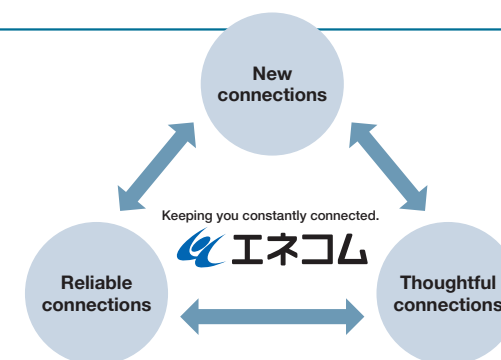 New
connections
Keeping you constantly connected.
エネコム
Reliable
connections
Thoughtful
connections